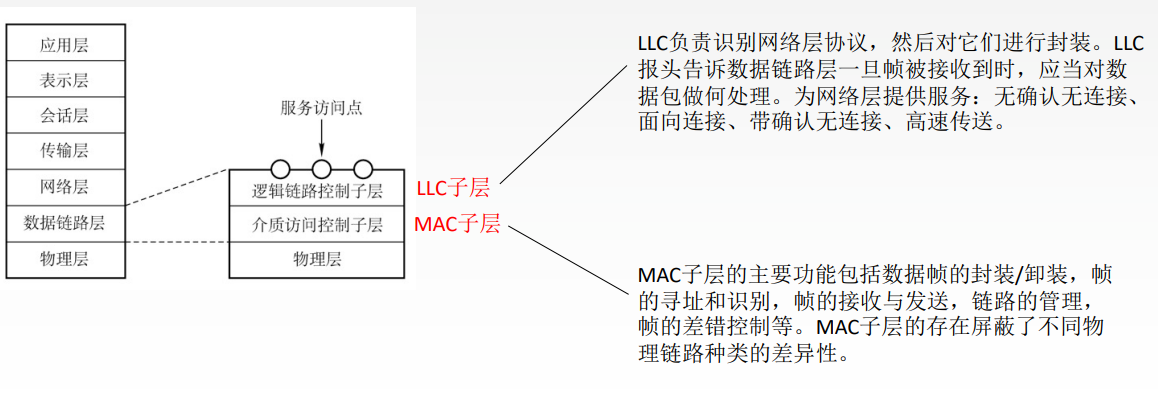 应用层
表示层
会话层
传输层
网络层
数据链路层
物理层
服务访问点
逻辑链路控制子层
介质访问控制子层
物理层
LLC子层
MAC子层
LLC负责识别网络层协议，然后对它们进行封装。LLC
报头告诉数据链路层一旦帧被接收到时，应当对数
据包做何处理。为网络层提供服务：无确认无连接、
面向连接、带确认无连接、高速传送。
MAC子层的主要功能包括数据帧的封装/卸装，帧
的寻址和识别，帧的接收与发送，链路的管理，
帧的差错控制等。MAC子层的存在屏蔽了不同物
理链路种类的差异性。